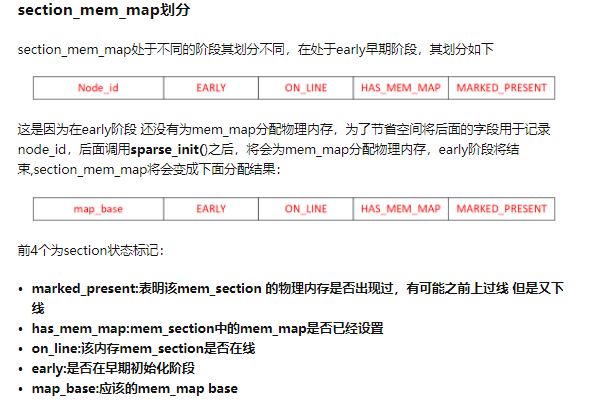 section_mem_map划分
section_mem_map处于不同的阶段其划分不同，在处于early早期阶段，其划分如下
Node_id EARLY ON_LINE HAS_MEM_MAP MARKED_PRESENT
这是因为在early阶段 还没有为mem_map分配物理内存，为了节省空间将后面的字段用于记录
node_id，后面调用sparse_init()之后，将会为mem_map分配物理内存，early阶段将结
束,section_mem_map将会变成下面分配结果：
map_base EARLY ON_LINE HAS_MEM_MAP MARKED_PRESENT
前4个为section状态标记：
• marked_present:表明该mem_section 的物理内存是否出现过，有可能之前上过线 但是又下
线
• has_mem_map:mem_section中的mem_map是否已经设置
• on_line:该内存mem_section是否在线
• early:是否在早期初始化阶段
• map_base:应该的mem_map base